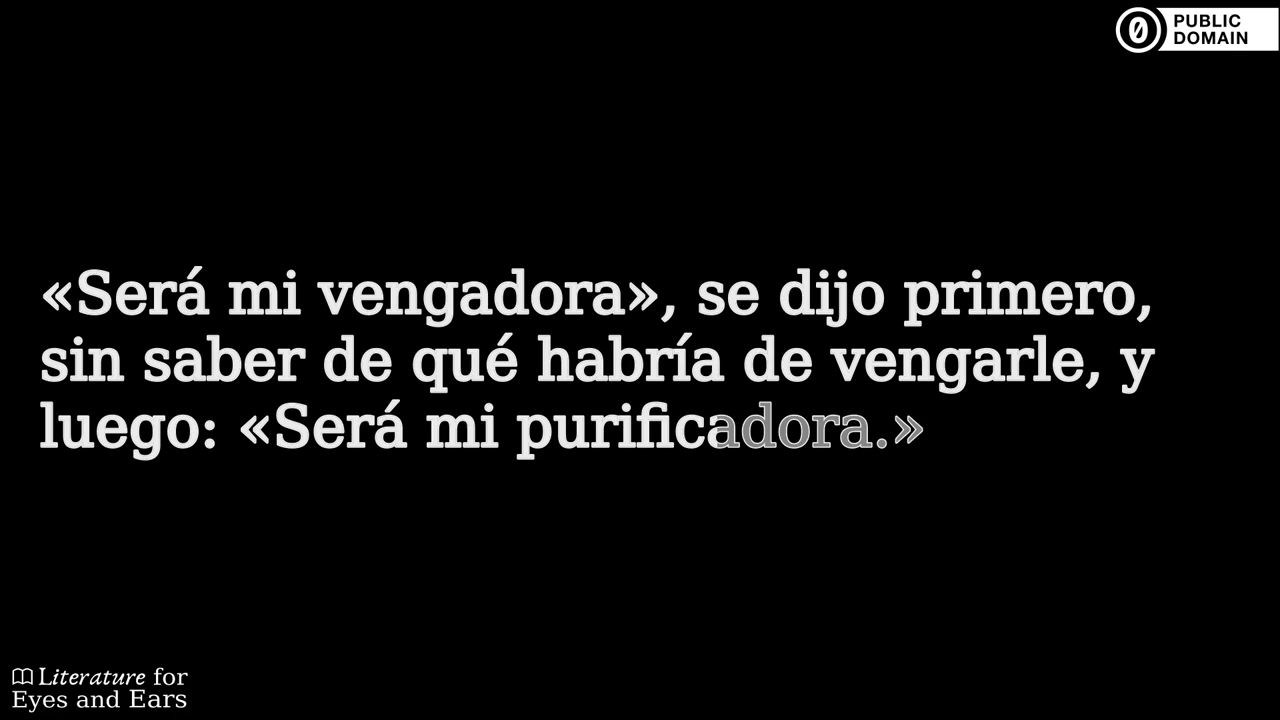 PUBLIC
DOMAIN
«Será mi vengadora», se dijo primero,
sin saber de qué habría de vengarle, y
luego: «Será mi purificadora.»
Literature for
Eyes and Ears